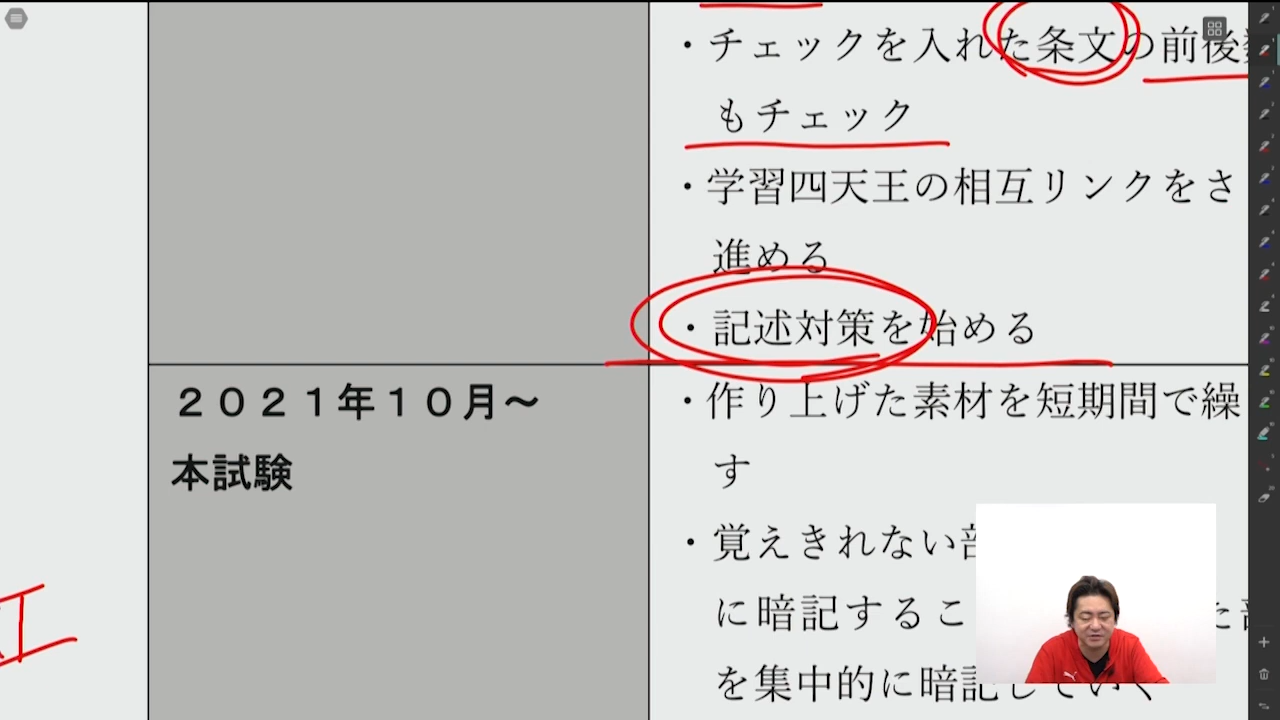 ・チェックを入れた条文の前後
もチェック
・学習四天王の相互リンクをさ
進める
・記述対策を始める
２０２１年１０月～
本試験
・作り上げた素材を短期間で繰
す
・覚えきれない
に暗記するこ
を集中的に暗記していく